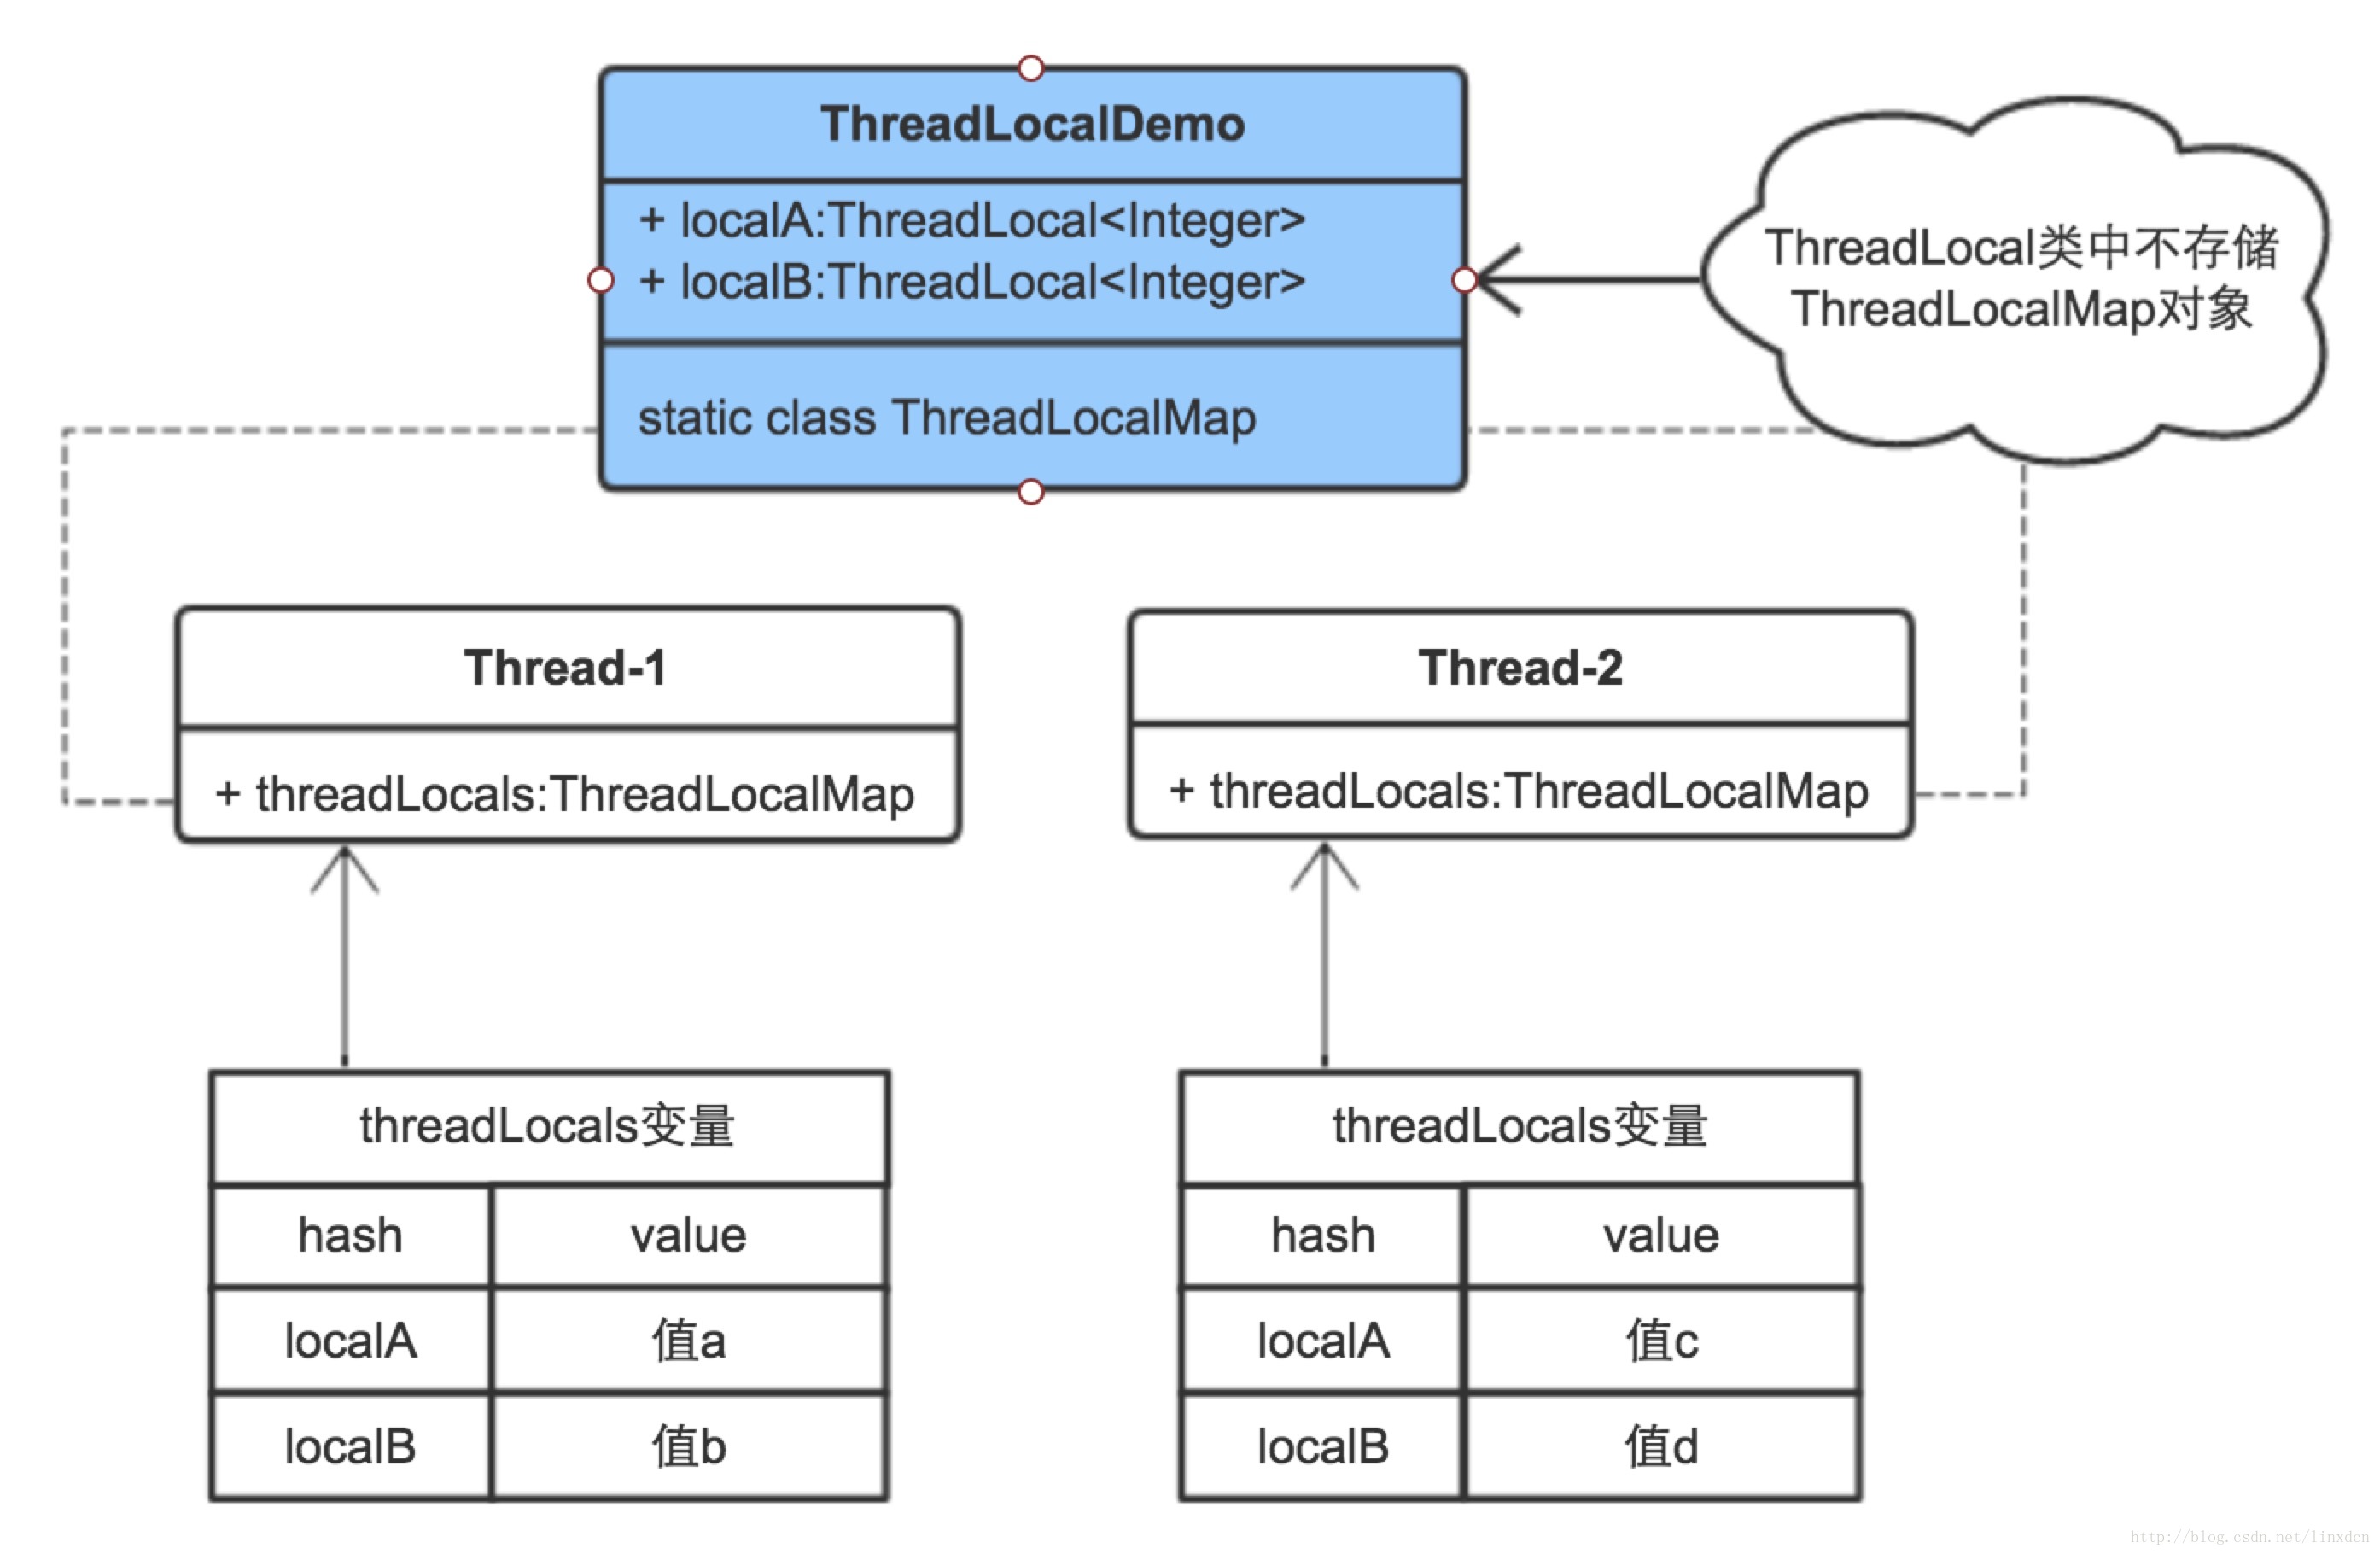 ThreadLocalDemo
+ localA:ThreadLocal<Integer>
+ localB:ThreadLocal<Integer>
static class ThreadLocalMap
ThreadLocal类中不存储
ThreadLocalMap对象
Thread-1
+ threadLocals:ThreadLocalMap
Thread-2
+ threadLocals:ThreadLocalMap
threadLocals变量
hash value
localA 值a
localB 值b
threadLocals变量
hash value
localA 值c
localB 值d
http://blog.csdn.net/linxdcn